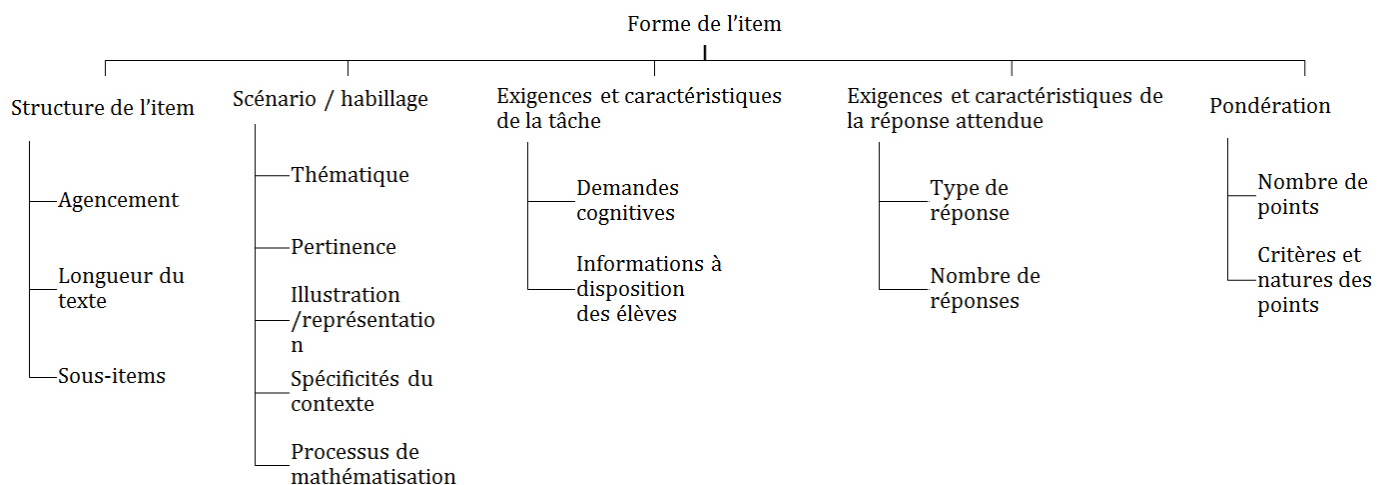 Forme de l’item
Structure de l’item
Agencement
Longueur du
texte
Sous-items
Scénario / habillage
Thématique
Pertinence
Illustration
/représentatio
n
Spécificités du
contexte
Processus de
mathématisation
Exigences et caractéristiques
de la tâche
Demandes
cognitives
Informations à
disposition
des élèves
Exigences et caractéristiques de
la réponse attendue
Type de
réponse
Nombre de
réponses
Pondération
Nombre de
points
Critères et
natures des
points